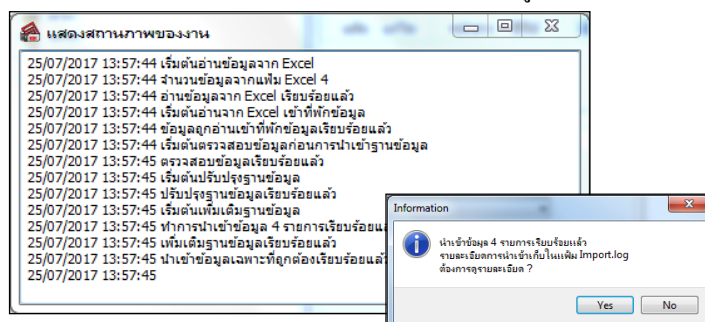 แสดงสถานภาพของงาน
25/07/2017 13:57:44 เริ่มต้นอ่านข้อมูลจาก Excel
25/07/2017 13:57:44 จำนวนข้อมูลจากแฟ้ม Excel 4
25/07/2017 13:57:44 อ่านข้อมูลจาก Excel เรียบร้อยแล้ว
25/07/2017 13:57:44 เริ่มต้นอ่านจาก Excel เข้าที่พักข้อมูล
25/07/2017 13:57:44 ข้อมูลถูกอ่านเข้าที่พักข้อมูลเรียบร้อยแล้ว
25/07/2017 13:57:44 เริ่มต้นตรวจสอบข้อมูลก่อนการนำเข้าฐานข้อมูล
25/07/2017 13:57:45 ตรวจสอบข้อมูลเรียบร้อยแล้ว
25/07/2017 13:57:45 เริ่มต้นปรับปรุงฐานข้อมูล
25/07/2017 13:57:45 ปรับปรุงฐานข้อมูลเรียบร้อยแล้ว
25/07/2017 13:57:45 เริ่มต้นเพิ่มเติมฐานข้อมูล
25/07/2017 13:57:45 ทำการนำเข้าข้อมูล 4 รายการเรียบร้อยแ
25/07/2017 13:57:45 เพิ่มเติมฐานข้อมูลเรียบร้อยแล้ว
25/07/2017 13:57:45 นำเข้าข้อมูลเฉพาะที่ถูกต้องเรียบร้อยแล้ว
25/07/2017 13:57:45
Information
นำเข้าข้อมูล 4 รายการเรียบร้อยแล้ว
รายละเอียดการนำเข้าเก็บในแฟ้ม Import.log
ต้องการดูรายละเอียด ?
Yes No